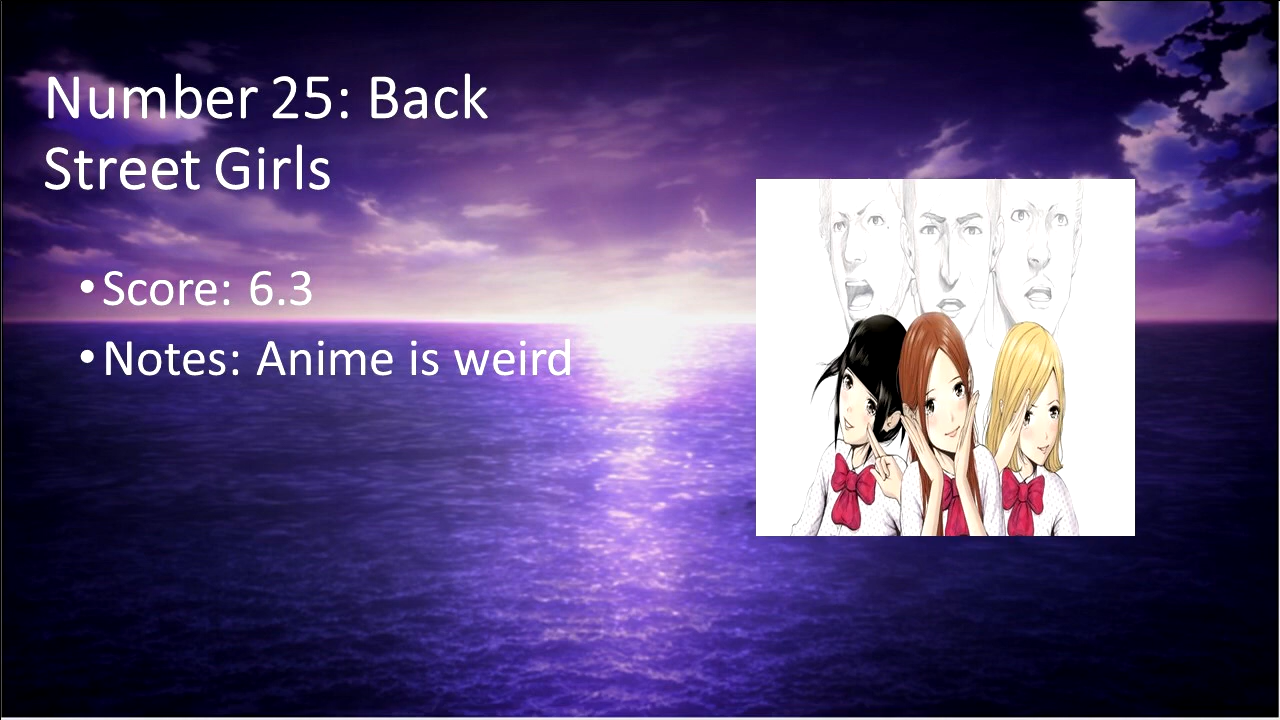 Number 25: Back
Street Girls
•Score: 6.3
•Notes: Anime is weird